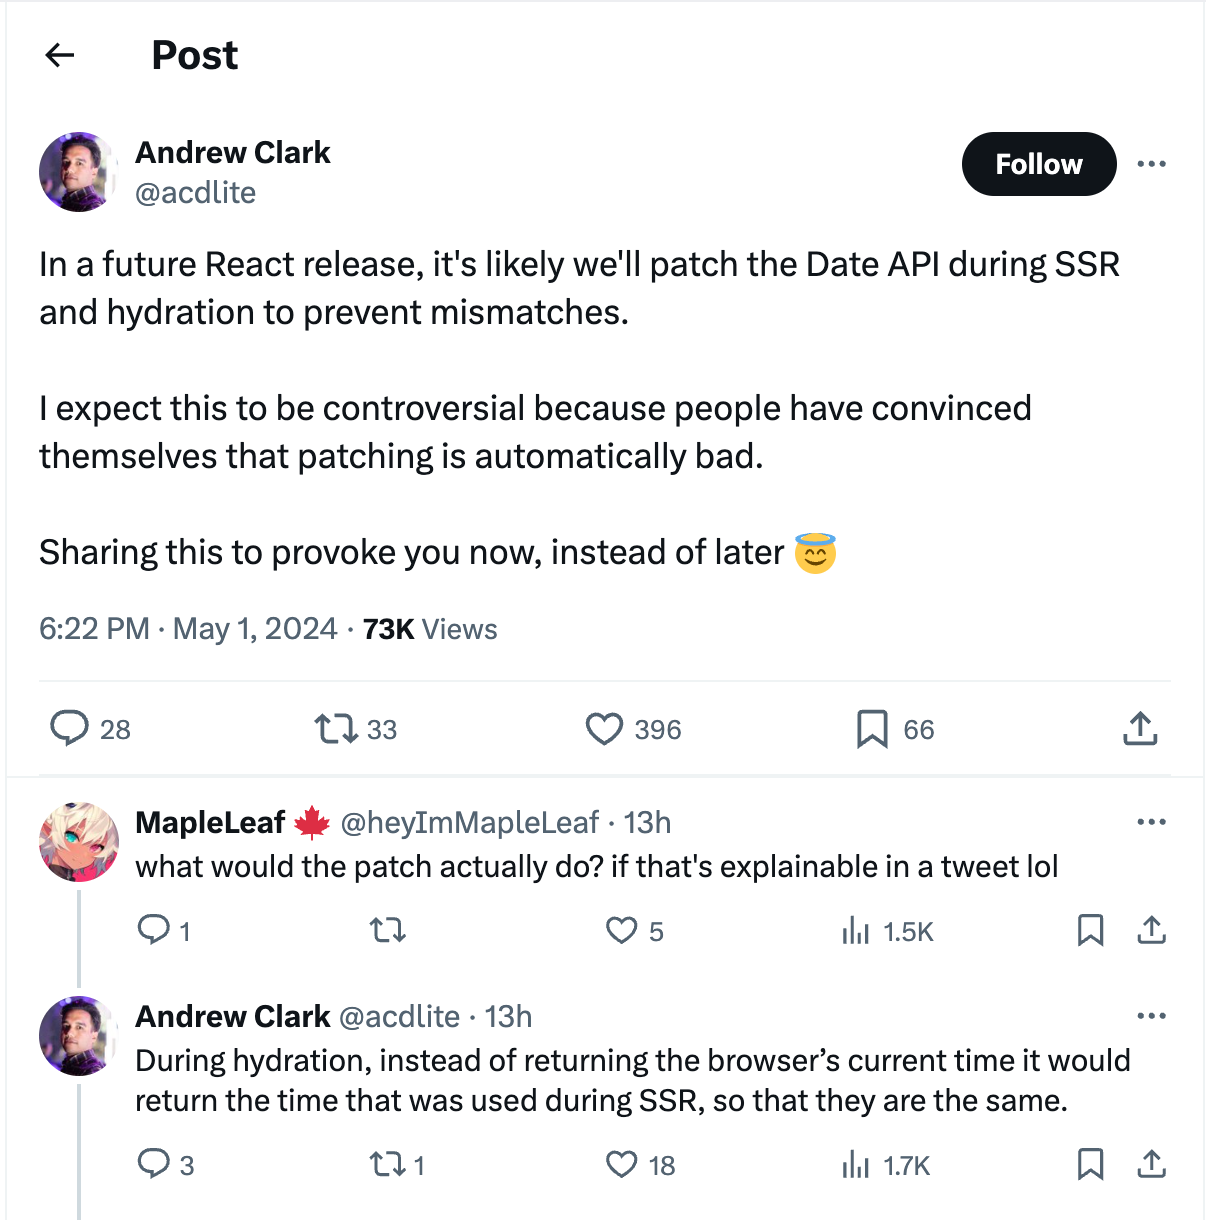 Post
Andrew Clark
@acdlite
Follow
In a future React release, it's likely we'll patch the Date API during SSR
and hydration to prevent mismatches.
I expect this to be controversial because people have convinced
themselves that patching is automatically bad.
Sharing this to provoke you now, instead of later 😇
6:22 PM · May 1, 2024 · 73K Views
28 33 396 66
MapleLeaf 🍁 @heyImMapleLeaf · 13h
what would the patch actually do? if that's explainable in a tweet lol
1 5 1.5K
Andrew Clark @acdlite · 13h
During hydration, instead of returning the browser’s current time it would
return the time that was used during SSR, so that they are the same.
3 1 18 1.7K